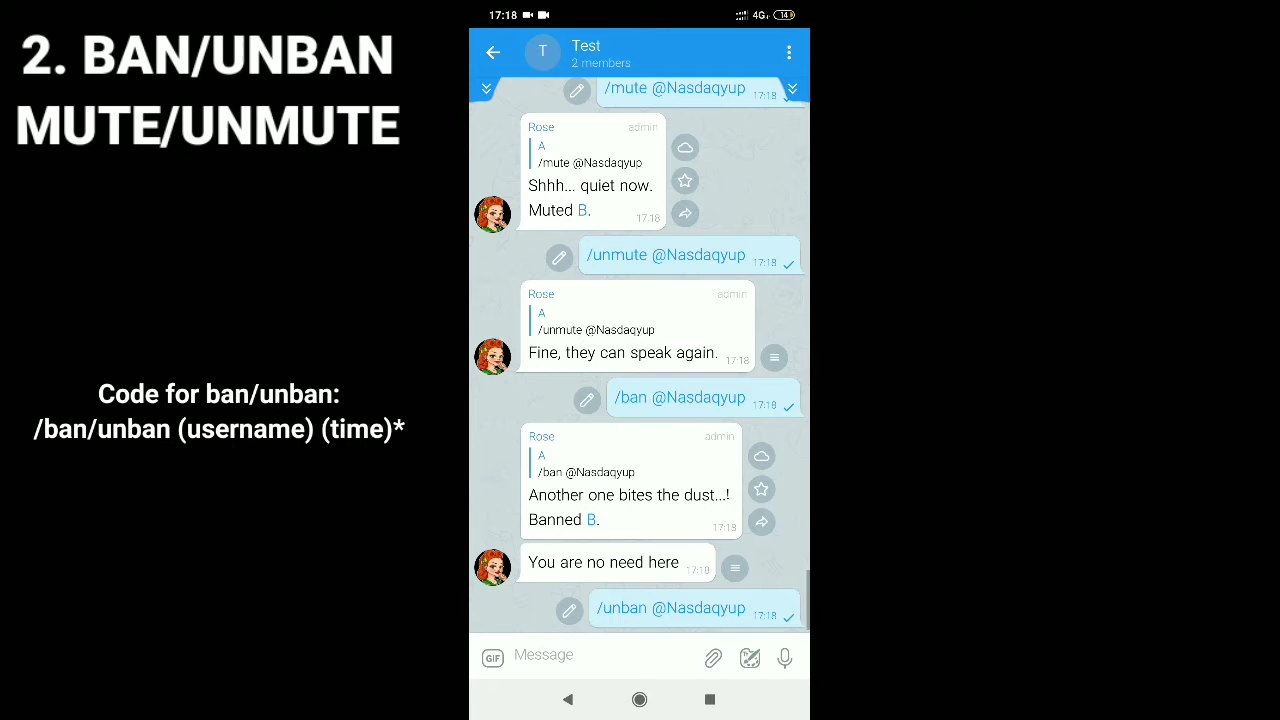 2. BAN/UNBAN
MUTE/UNMUTE
Code for ban/unban:
/ban/unban (username) (time)*
17:18
4G+
14
T
Test
2 members
/mute @Nasdaqyup 17:18
Rose admin
A
/mute @Nasdaqyup
Shhh... quiet now.
Muted B. 17:18
/unmute @Nasdaqyup 17:18
Rose admin
A
/unmute @Nasdaqyup
Fine, they can speak again. 17:18
/ban @Nasdaqyup 17:18
Rose admin
A
/ban @Nasdaqyup
Another one bites the dust...!
Banned B. 17:18
You are no need here 17:18
/unban @Nasdaqyup 17:18
GIF Message